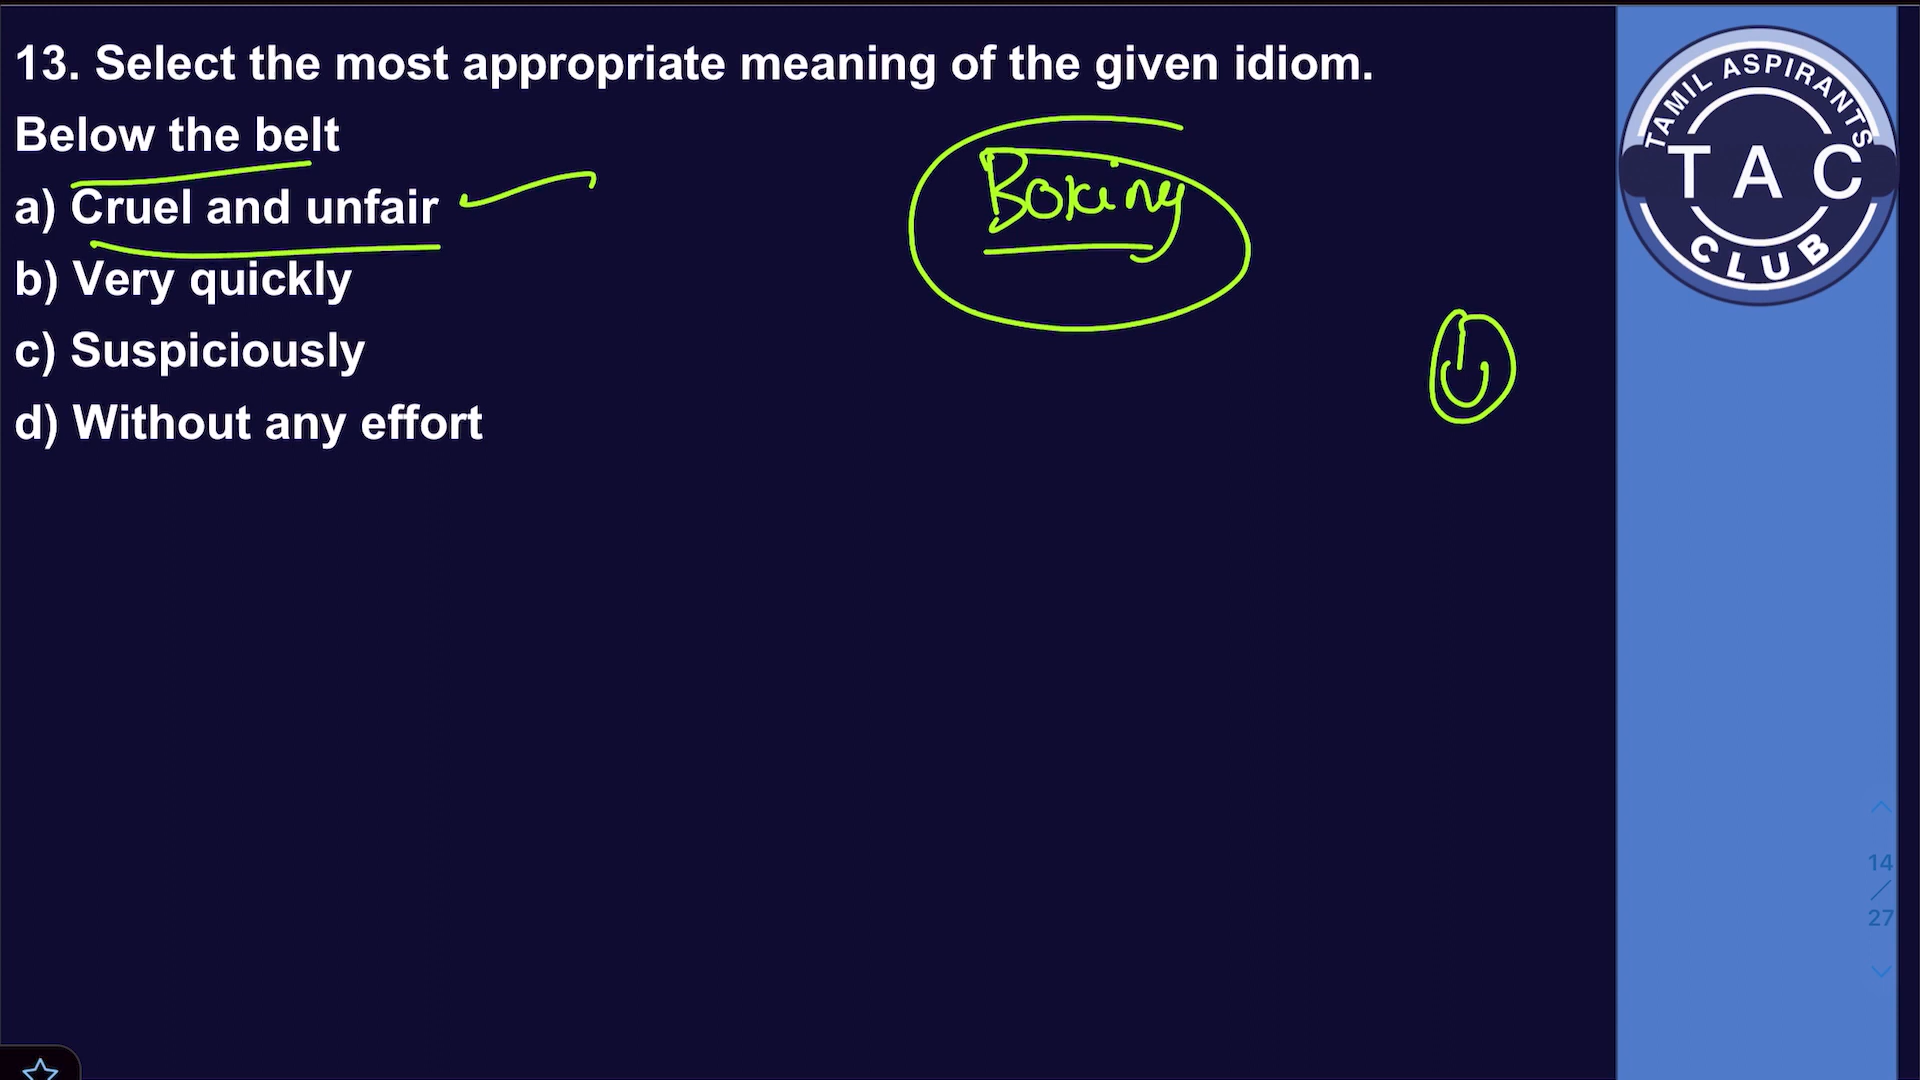 13. Select the most appropriate meaning of the given idiom.
Below the belt
a) Cruel and unfair
b) Very quickly
c) Suspiciously
d) Without any effort
Boxing
TAMIL ASPIRANTS
TAC
CLUB
14
/
27